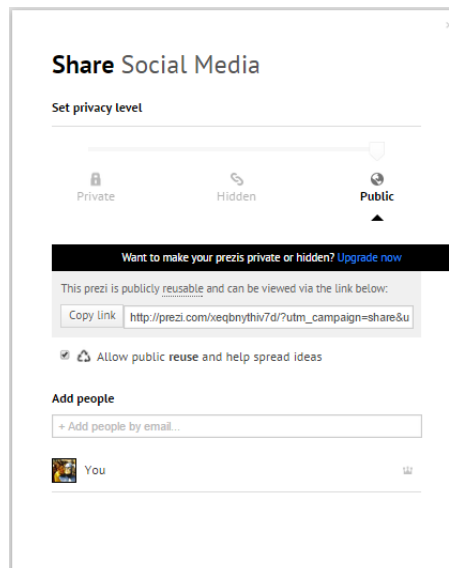 Share Social Media
Set privacy level
Private Hidden Public
Want to make your prezis private or hidden? Upgrade now
This prezi is publicly reusable and can be viewed via the link below:
Copy link http://prezi.com/xeqbnythiv7d/?utm_campaign=share&u
Allow public reuse and help spread ideas
Add people
+ Add people by email...
You